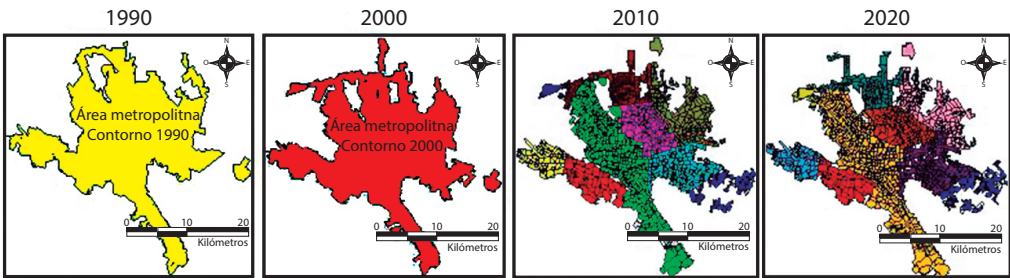 1990
2000
2010
2020
N
O
E
S
Área metropolitna
Contorno 1990
0
10
20
Kilómetros
N
O
E
S
Área metropolitna
Contorno 2000
0
10
20
Kilómetros
N
O
E
S
0
10
20
Kilómetros
N
O
E
S
0
10
20
Kilómetros